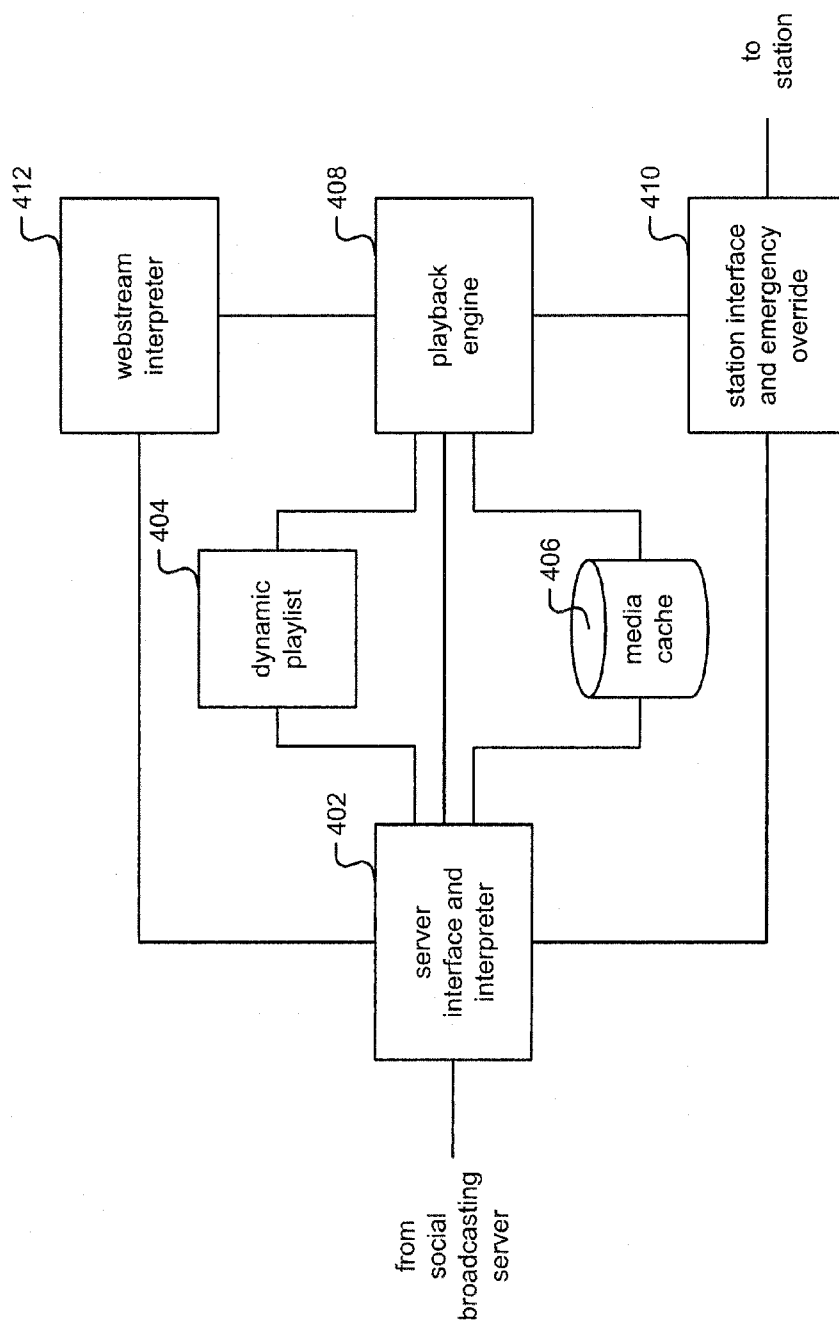 from
social
broadcasting
server
402
server
interface and
interpreter
404
dynamic
playlist
406
media
cache
412
webstream
interpreter
408
playback
engine
410
station interface
and emergency
override
to
station